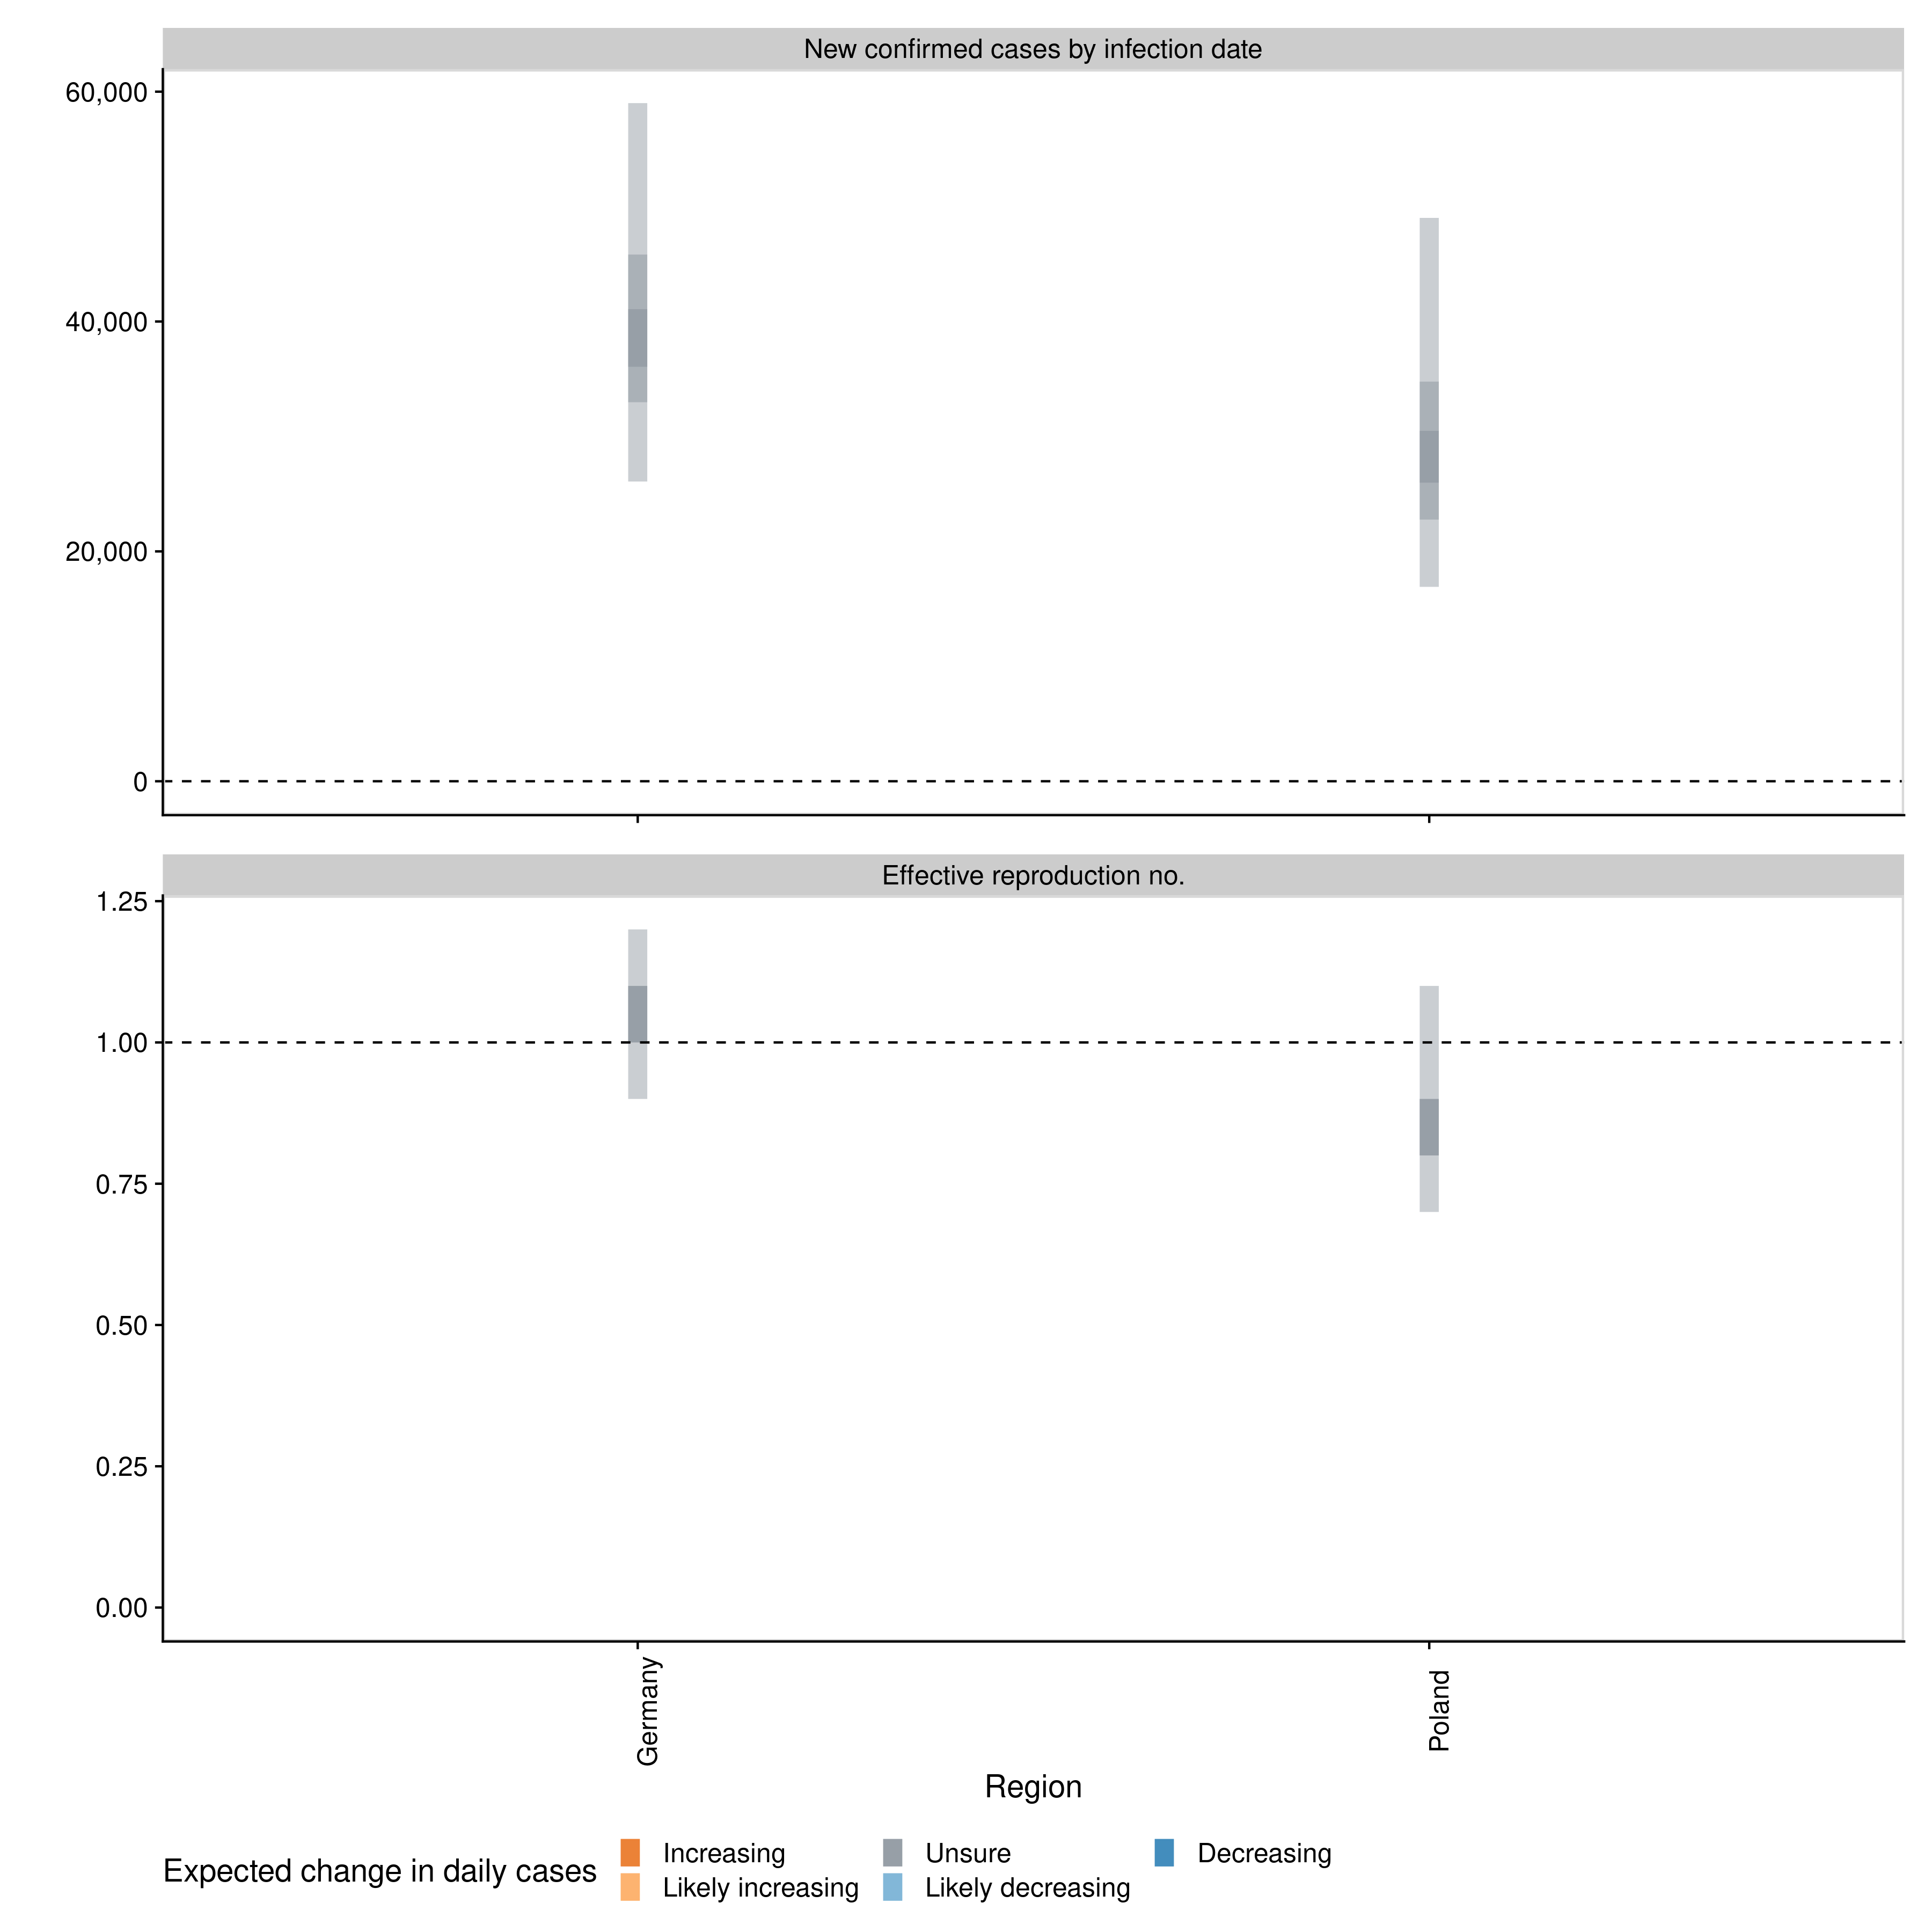 New confirmed cases by infection date
60,000
40,000
20,000
0
Effective reproduction no.
1.25
1.00
0.75
0.50
0.25
0.00
Germany
Poland
Region
Expected change in daily cases
Increasing
Unsure
Decreasing
Likely increasing
Likely decreasing